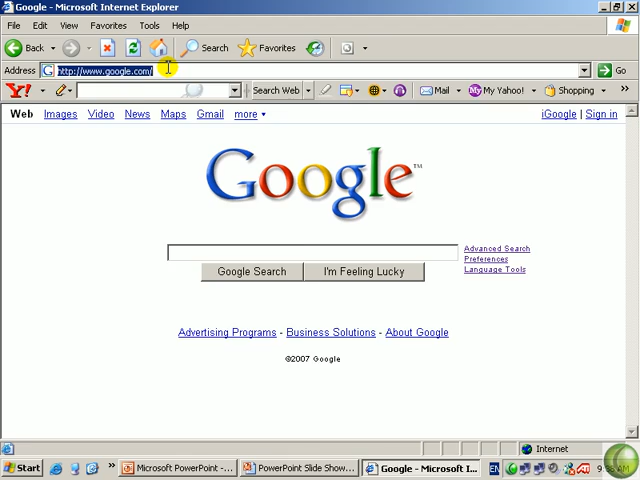 Google - Microsoft Internet Explorer
File Edit View Favorites Tools Help
Back Search Favorites
Address http://www.google.com/ Go
Y! Search Web Mail My Yahoo! Shopping
Web Images Video News Maps Gmail more iGoogle | Sign in
Google™
Advanced Search
Preferences
Language Tools
Google Search I'm Feeling Lucky
Advertising Programs - Business Solutions - About Google
©2007 Google
Internet
Start Microsoft PowerPoint -... PowerPoint Slide Show... Google - Microsoft I... EN